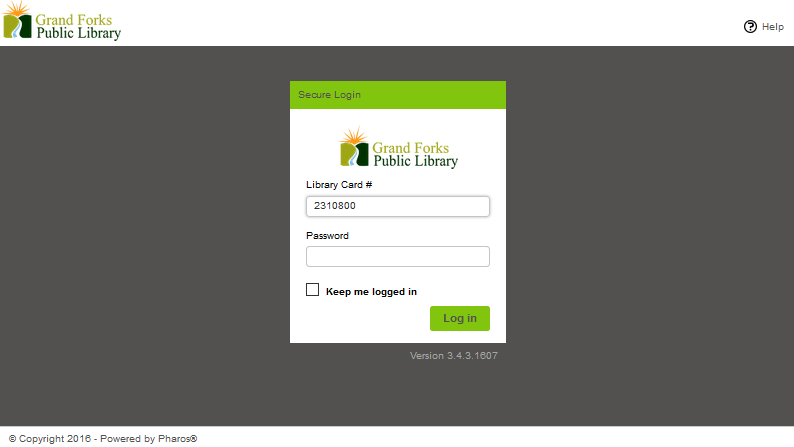 Grand Forks
Public Library
Help
Secure Login
Grand Forks
Public Library
Library Card #
2310800
Password
Keep me logged in
Log in
Version 3.4.3.1607
© Copyright 2016 - Powered by Pharos®